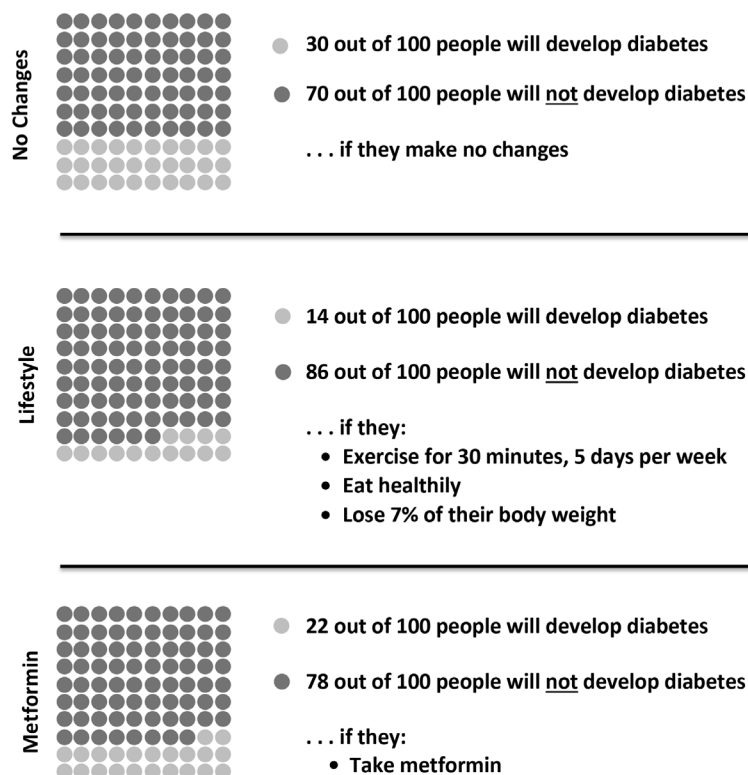 No Changes
30 out of 100 people will develop diabetes
70 out of 100 people will not develop diabetes
. . . if they make no changes
Lifestyle
14 out of 100 people will develop diabetes
86 out of 100 people will not develop diabetes
. . . if they:
• Exercise for 30 minutes, 5 days per week
• Eat healthily
• Lose 7% of their body weight
Metformin
22 out of 100 people will develop diabetes
78 out of 100 people will not develop diabetes
. . . if they:
• Take metformin